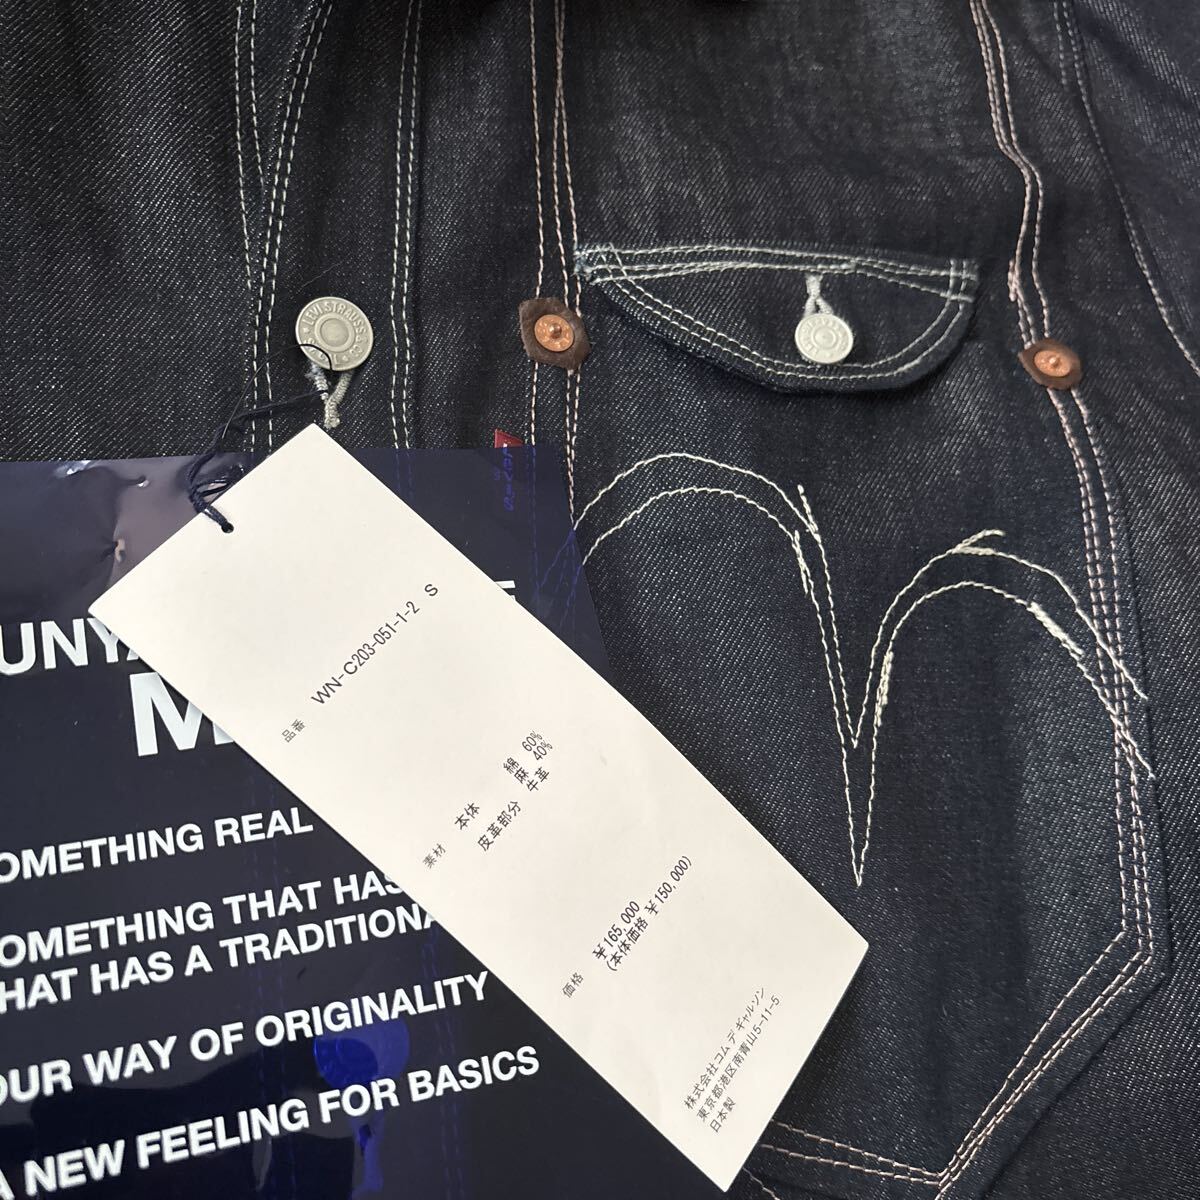 LEVI STRAUSS & CO
UNYA
E
M
OMETHING REAL
OMETHING THAT HAS
HAT HAS A TRADITIONA
OUR WAY OF ORIGINALITY
A NEW FEELING FOR BASICS
品番 WN-C203-051-1-2 S
素材 本体 綿 60%
麻 40%
皮革部分 牛革
価格 ¥165,000
(本体価格 ¥150,000)
株式会社コム デ ギャルソン
東京都港区南青山5-11-5
日本製